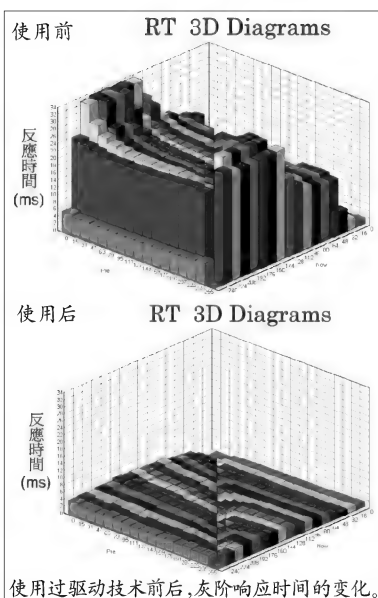 使用前
RT 3D Diagrams
反應時間
(ms)
使用后
RT 3D Diagrams
反應時間
(ms)
使用过驱动技术前后,灰阶响应时间的变化。